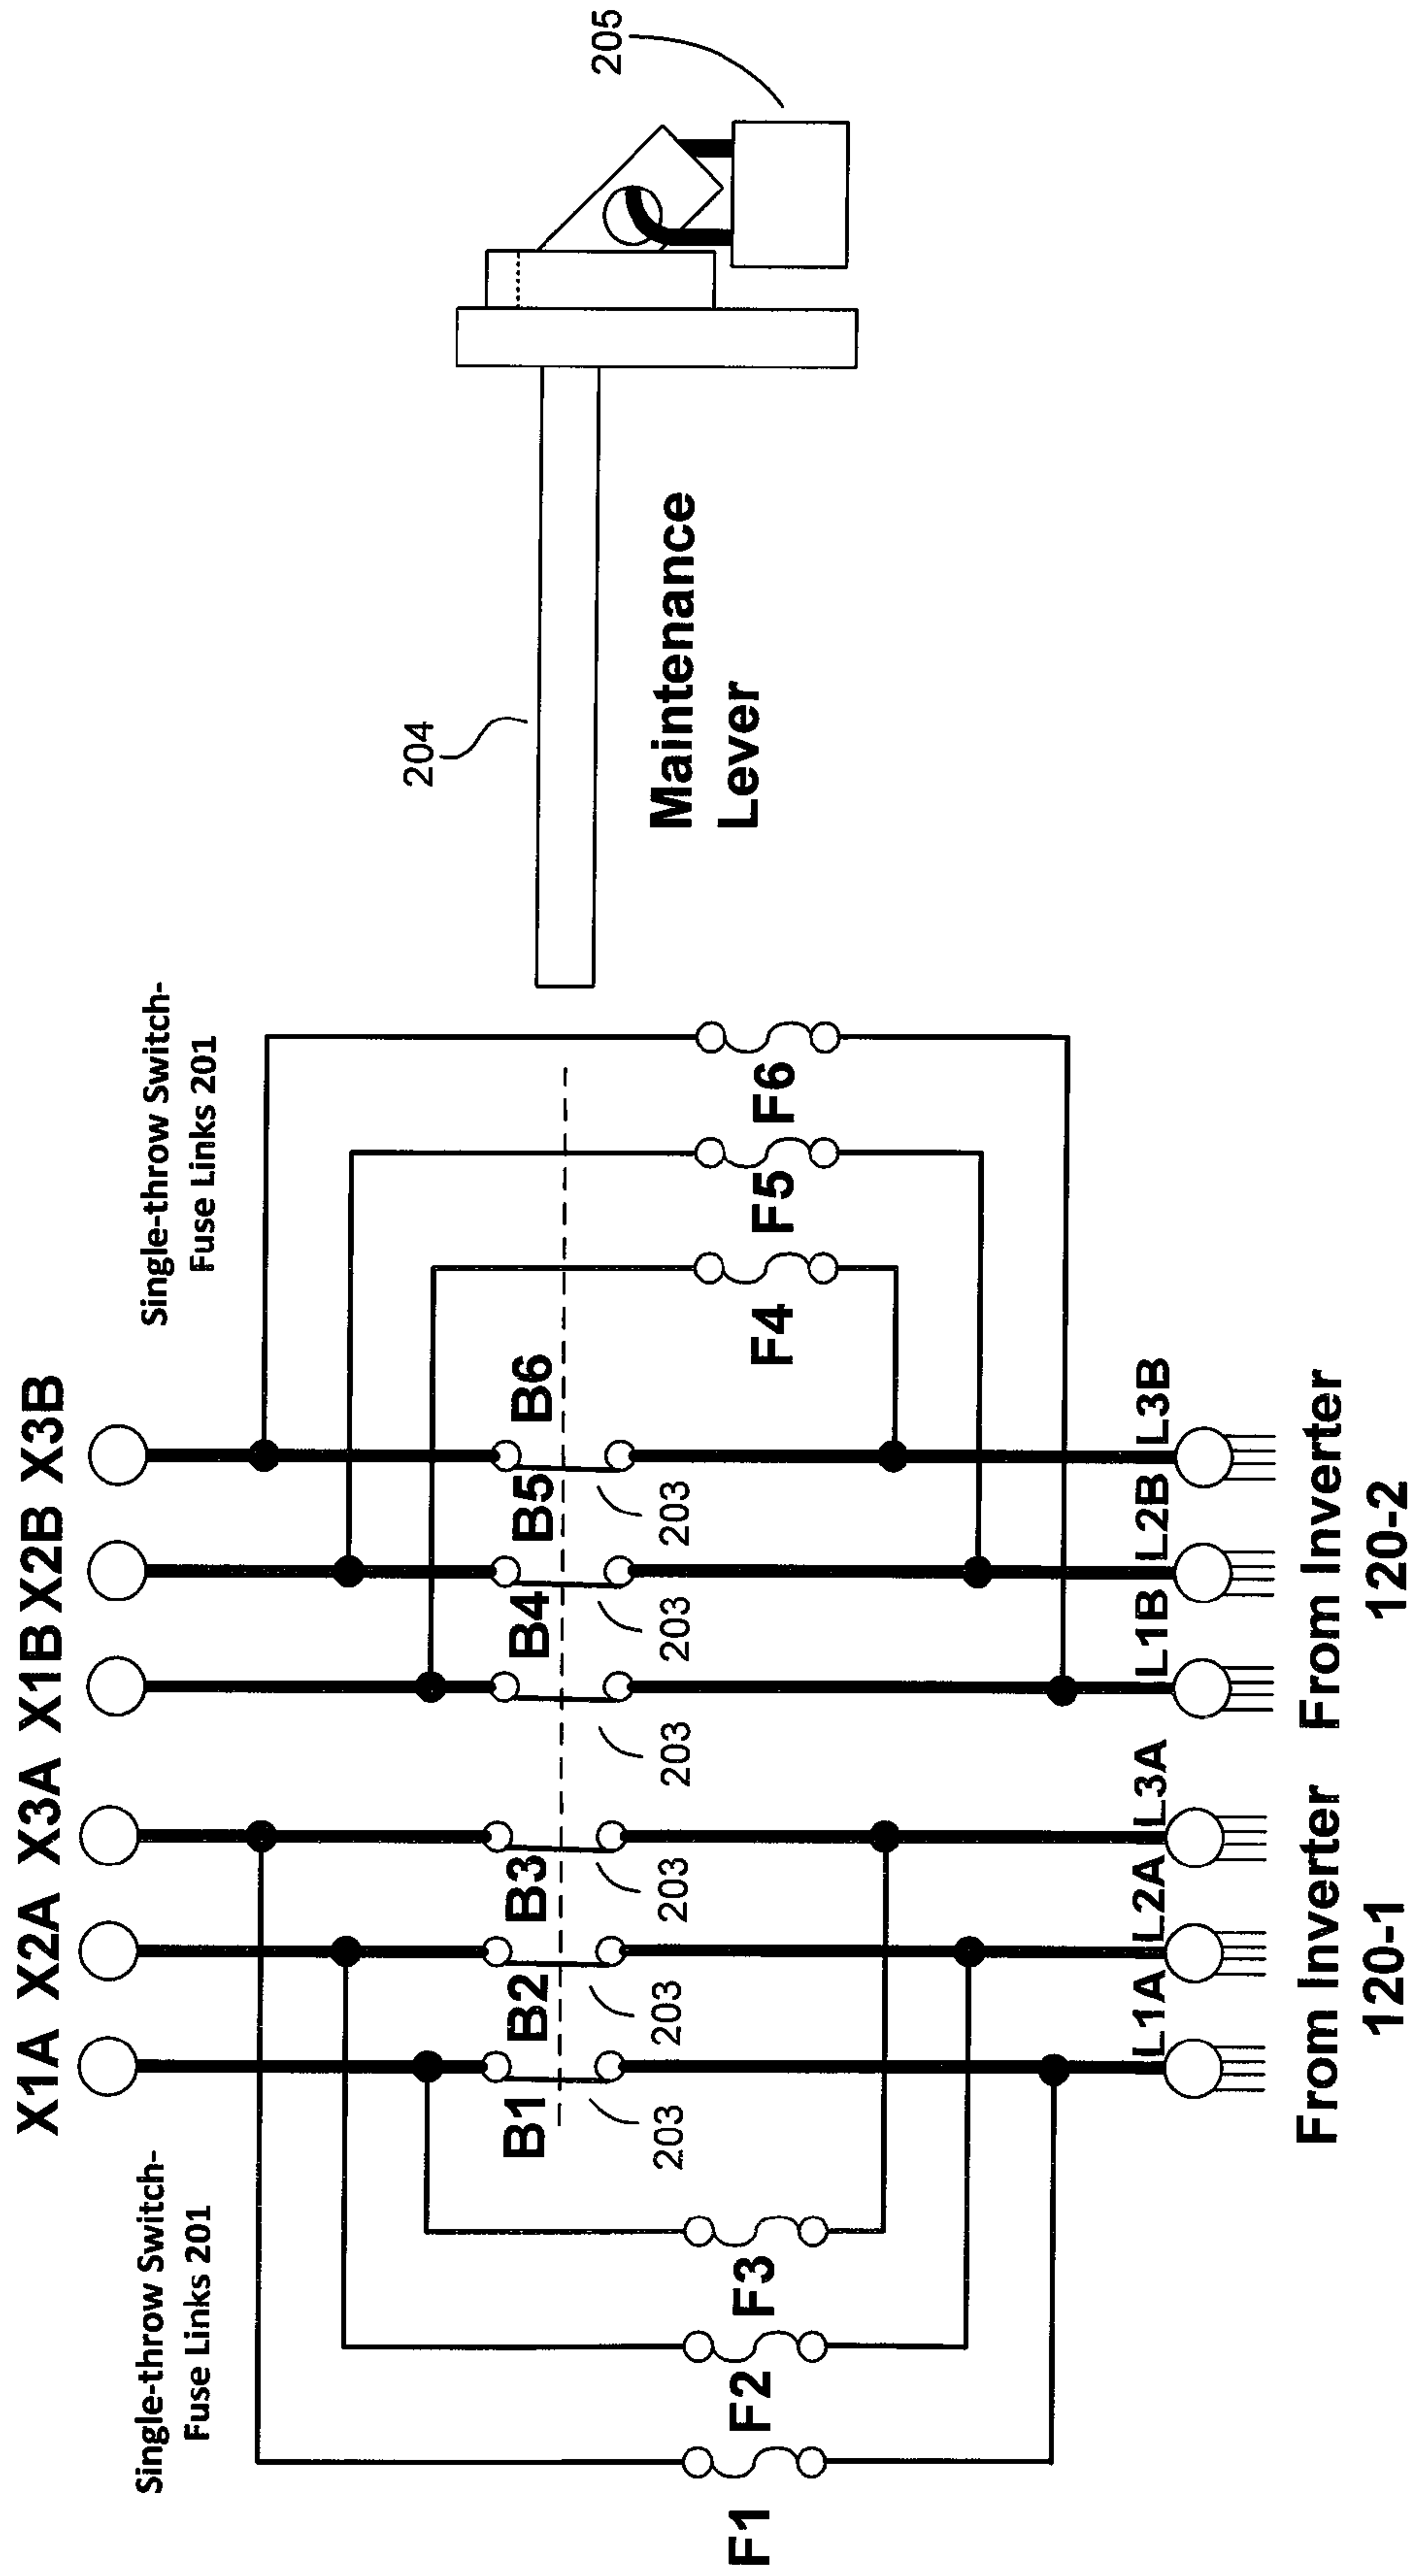 Single-throw Switch-
Fuse Links 201
X1A
X2A
X3A
X1B
X2B
X3B
Single-throw Switch-
Fuse Links 201
B1
B2
B3
B4
B5
B6
203
203
203
203
203
203
F1
F2
F3
F4
F5
F6
204
Maintenance
Lever
205
L1A
L2A
L3A
L1B
L2B
L3B
From Inverter
120-1
From Inverter
120-2